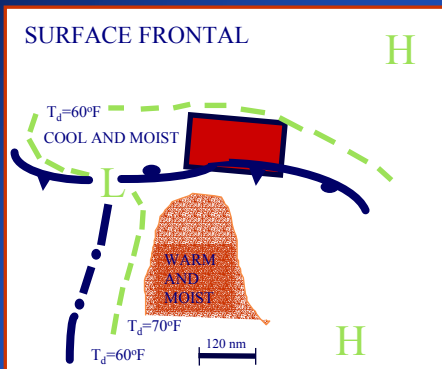 SURFACE FRONTAL
H
Td=60ºF
COOL AND MOIST
L
WARM
AND
MOIST
Td=70ºF
Td=60ºF
120 nm
H